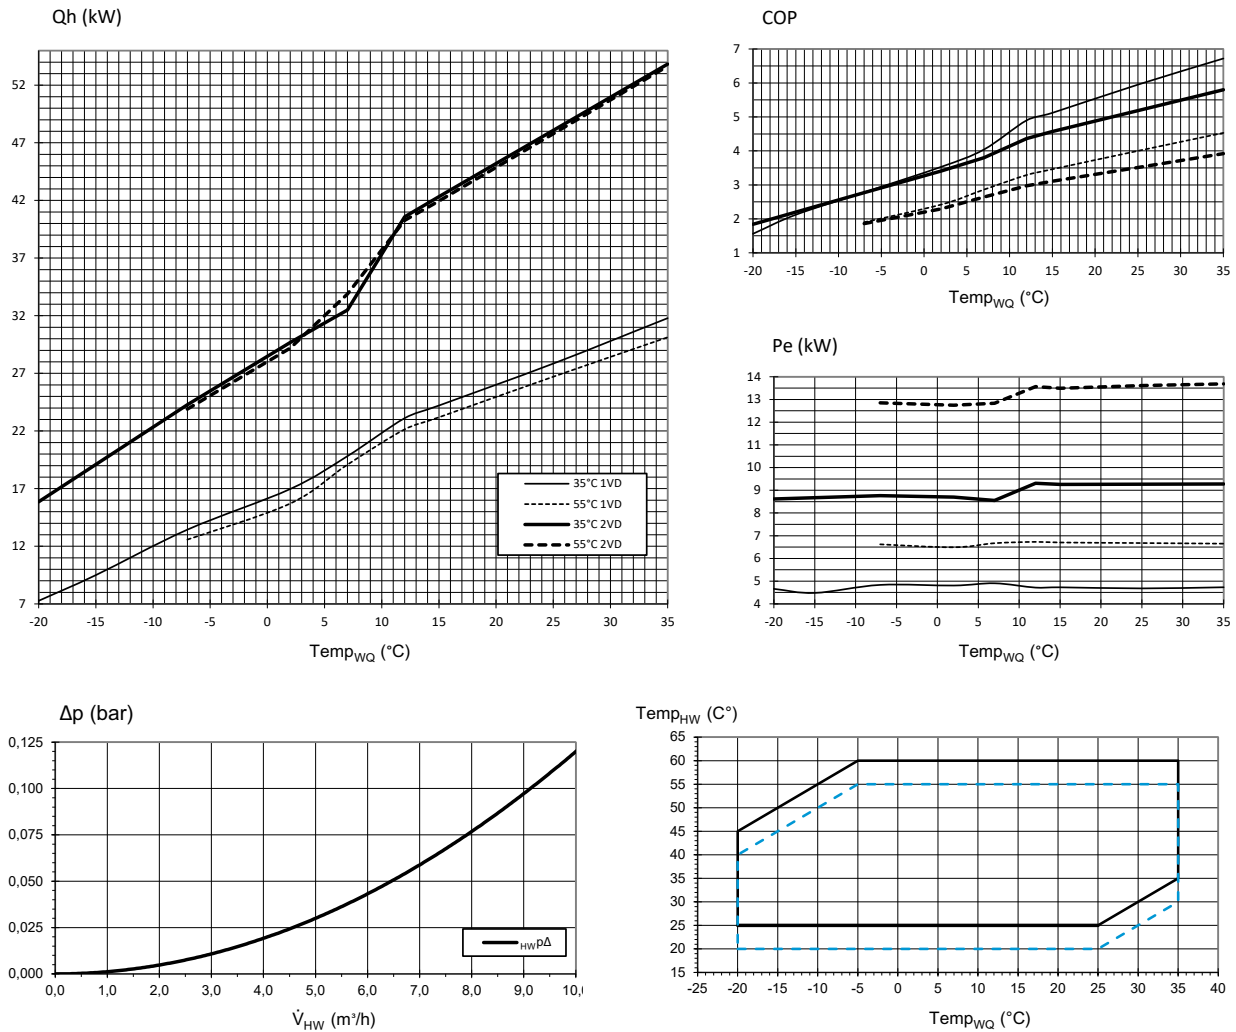 Qh (kW)
52
47
42
37
32
27
22
17
12
7
-20 -15 -10 -5 0 5 10 15 20 25 30 35
Temp_WQ (°C)
35°C 1VD
55°C 1VD
35°C 2VD
55°C 2VD
COP
7
6
5
4
3
2
1
-20 -15 -10 -5 0 5 10 15 20 25 30 35
Temp_WQ (°C)
Pe (kW)
14
13
12
11
10
9
8
7
6
5
4
-20 -15 -10 -5 0 5 10 15 20 25 30 35
Temp_WQ (°C)
Δp (bar)
0,125
0,100
0,075
0,050
0,025
0,000
0,0 1,0 2,0 3,0 4,0 5,0 6,0 7,0 8,0 9,0 10,
HWpΔ
V̇_HW (m³/h)
Temp_HW (C°)
65
60
55
50
45
40
35
30
25
20
15
-25 -20 -15 -10 -5 0 5 10 15 20 25 30 35 40
Temp_WQ (°C)